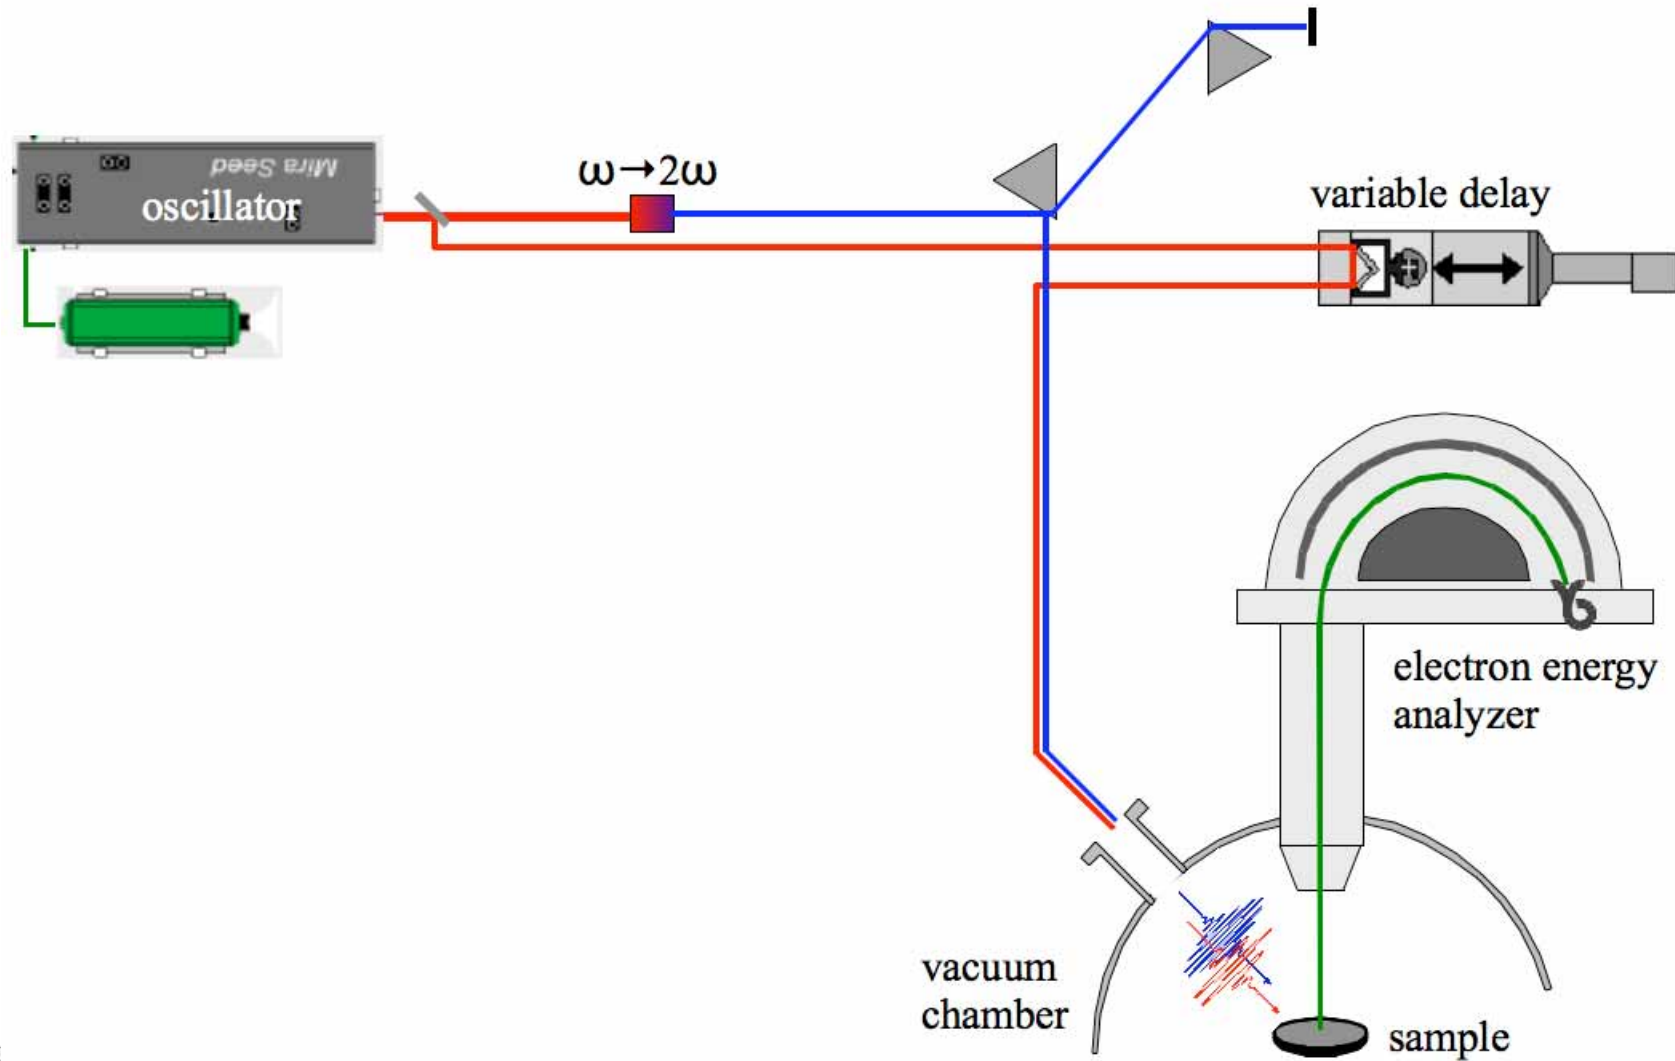 Mira Seed
oscillator
ω→2ω
variable delay
electron energy
analyzer
vacuum
chamber
sample